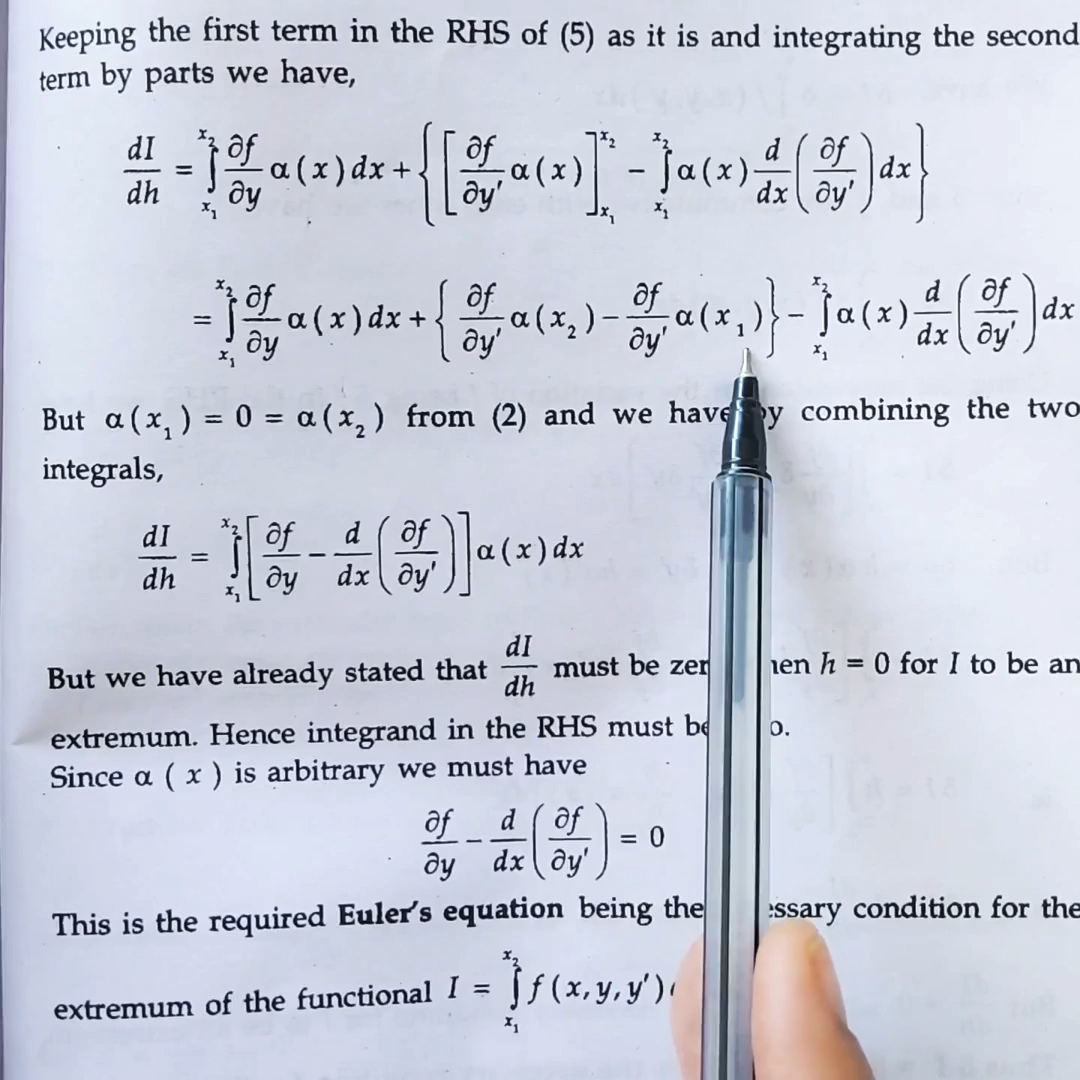 Keeping the first term in the RHS of (5) as it is and integrating the second
term by parts we have,
dI/dh = ∫_{x₁}^{x₂} ∂f/∂y α(x) dx + { [ ∂f/∂y' α(x) ]_{x₁}^{x₂} − ∫_{x₁}^{x₂} α(x) d/dx ( ∂f/∂y' ) dx }
= ∫_{x₁}^{x₂} ∂f/∂y α(x) dx + { ∂f/∂y' α(x₂) − ∂f/∂y' α(x₁) } − ∫_{x₁}^{x₂} α(x) d/dx ( ∂f/∂y' ) dx
But α(x₁) = 0 = α(x₂) from (2) and we have by combining the two
integrals,
dI/dh = ∫_{x₁}^{x₂} [ ∂f/∂y − d/dx ( ∂f/∂y' ) ] α(x) dx
But we have already stated that dI/dh must be h = 0 for I to be an
extremum. Hence integrand in the RHS must
Since α ( x ) is arbitrary we must have
∂f/∂y − d/dx ( ∂f/∂y' ) = 0
This is the required Euler's equation being the condition for the
extremum of the functional I = ∫_{x₁}^{x₂} f (x, y, y')